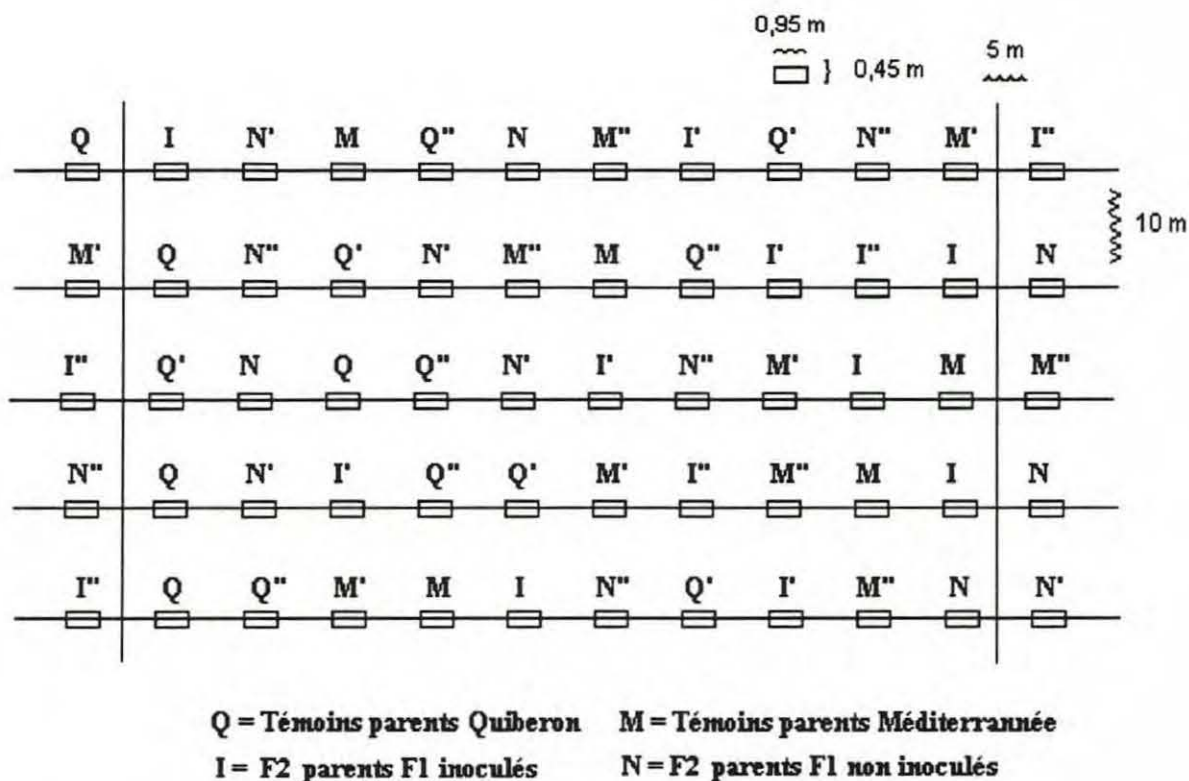 0,95 m
5 m
} 0,45 m
Q I N' M Q" N M" I' Q' N" M' I"
10 m
M' Q N" Q' N' M" M Q" I' I" I N
I" Q' N Q Q" N' I' N" M' I M M"
N" Q N' I' Q" Q' M' I" M" M I N
I" Q Q" M' M I N" Q' I' M" N N'
Q = Témoins parents Quiberon M = Témoins parents Méditerrannée
I = F2 parents F1 inoculés N = F2 parents F1 non inoculés